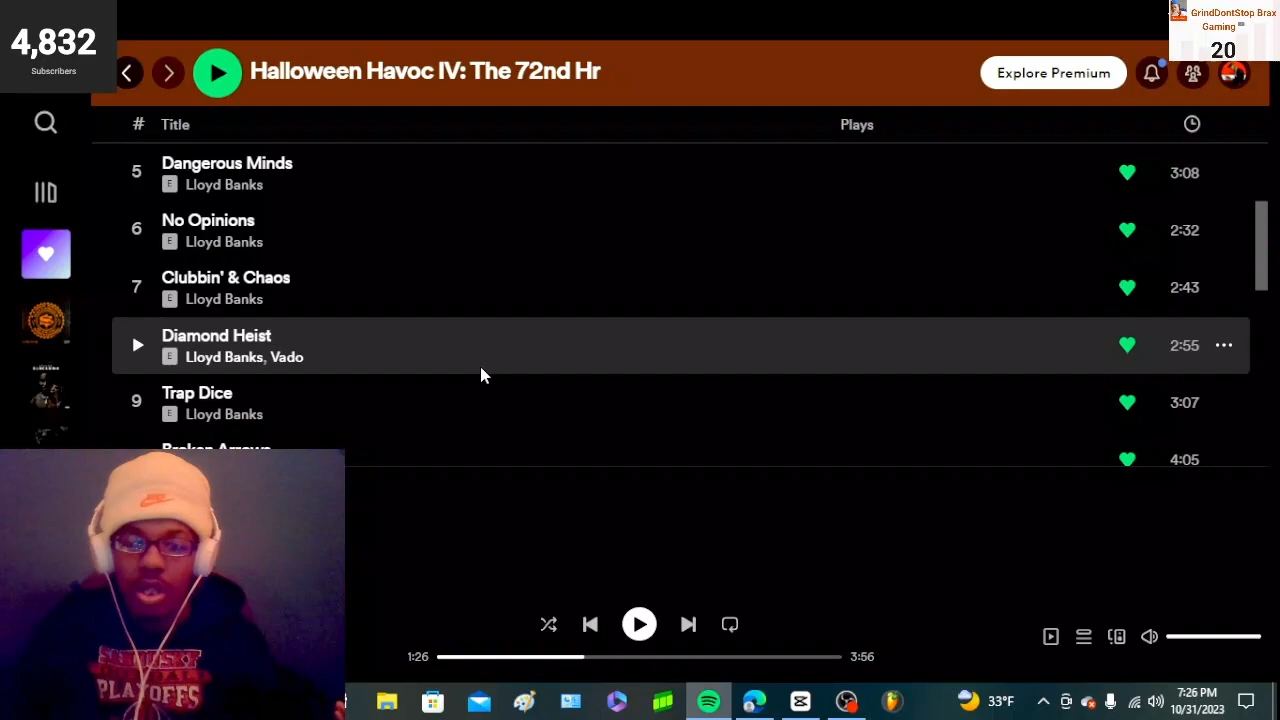 4,832
Subscribers
GrindDontStop Brax
Gaming
20
Halloween Havoc IV: The 72nd Hr
Explore Premium
# Title Plays
5 Dangerous Minds 3:08
E Lloyd Banks
6 No Opinions 2:32
E Lloyd Banks
7 Clubbin' & Chaos 2:43
E Lloyd Banks
Diamond Heist 2:55
E Lloyd Banks, Vado
9 Trap Dice 3:07
E Lloyd Banks
Broken Arrows 4:05
PLAYOFFS
1:26 3:56
33°F
7:26 PM
10/31/2023